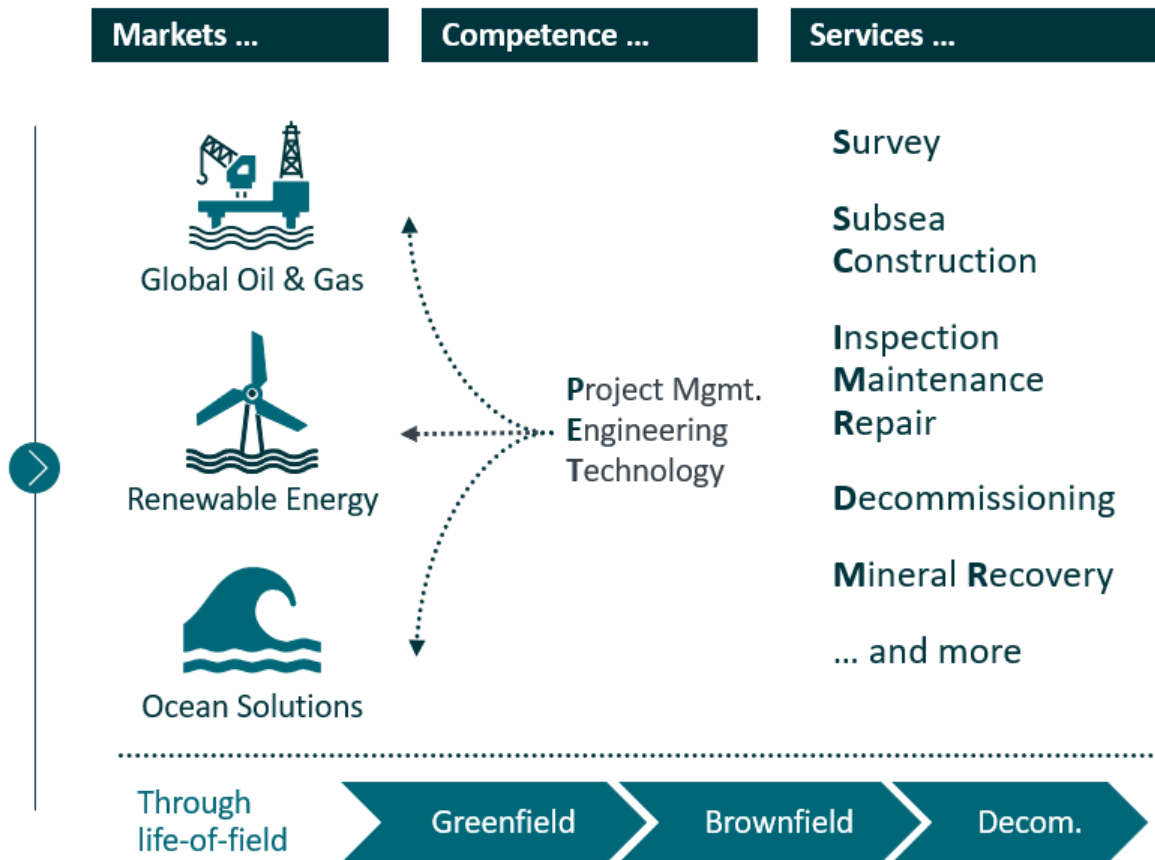 Markets ...
Competence ...
Services ...
Global Oil & Gas
Renewable Energy
Ocean Solutions
Project Mgmt.
Engineering
Technology
Survey
Subsea
Construction
Inspection
Maintenance
Repair
Decommissioning
Mineral Recovery
... and more
Through
life-of-field
Greenfield
Brownfield
Decom.